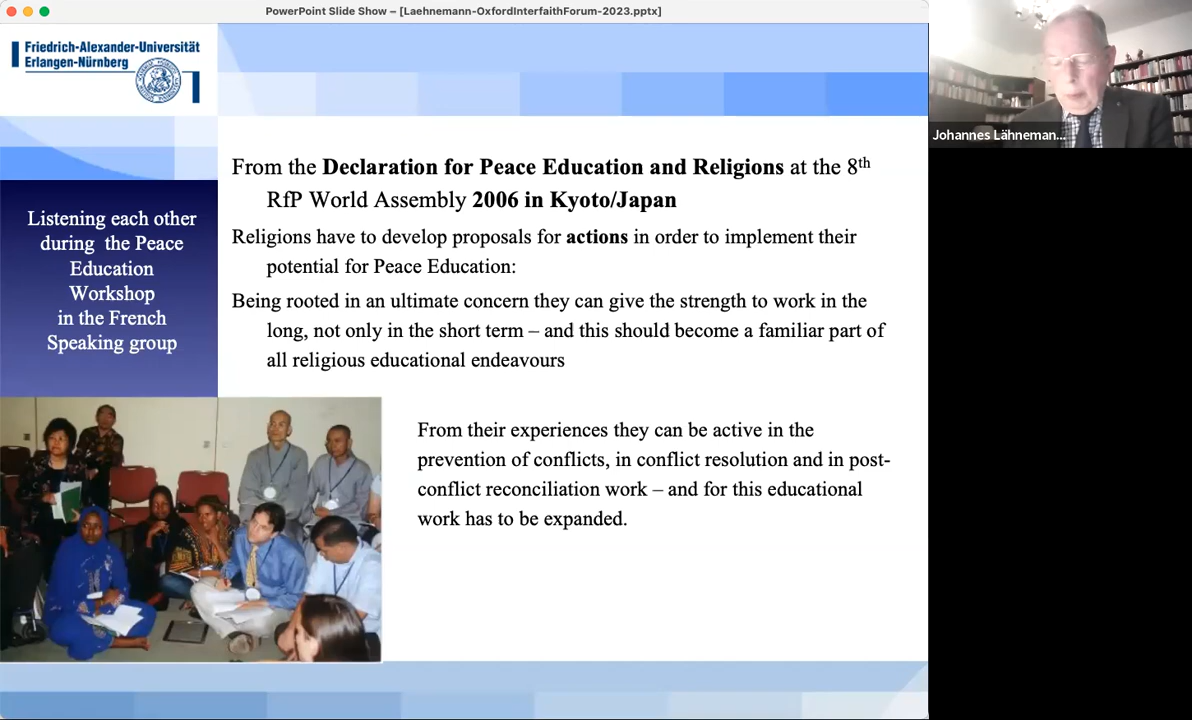 PowerPoint Slide Show – [Laehnemann-OxfordInterfaithForum-2023.pptx]
Friedrich-Alexander-Universität
Erlangen-Nürnberg
Johannes Lähneman...
From the Declaration for Peace Education and Religions at the 8th
RfP World Assembly 2006 in Kyoto/Japan
Religions have to develop proposals for actions in order to implement their
potential for Peace Education:
Being rooted in an ultimate concern they can give the strength to work in the
long, not only in the short term – and this should become a familiar part of
all religious educational endeavours
Listening each other
during the Peace
Education
Workshop
in the French
Speaking group
From their experiences they can be active in the
prevention of conflicts, in conflict resolution and in post-
conflict reconciliation work – and for this educational
work has to be expanded.